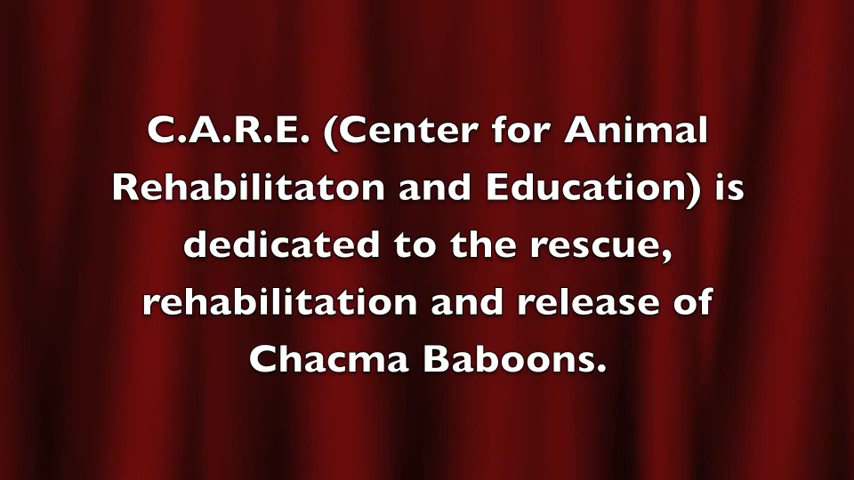 C.A.R.E. (Center for Animal
Rehabilitaton and Education) is
dedicated to the rescue,
rehabilitation and release of
Chacma Baboons.